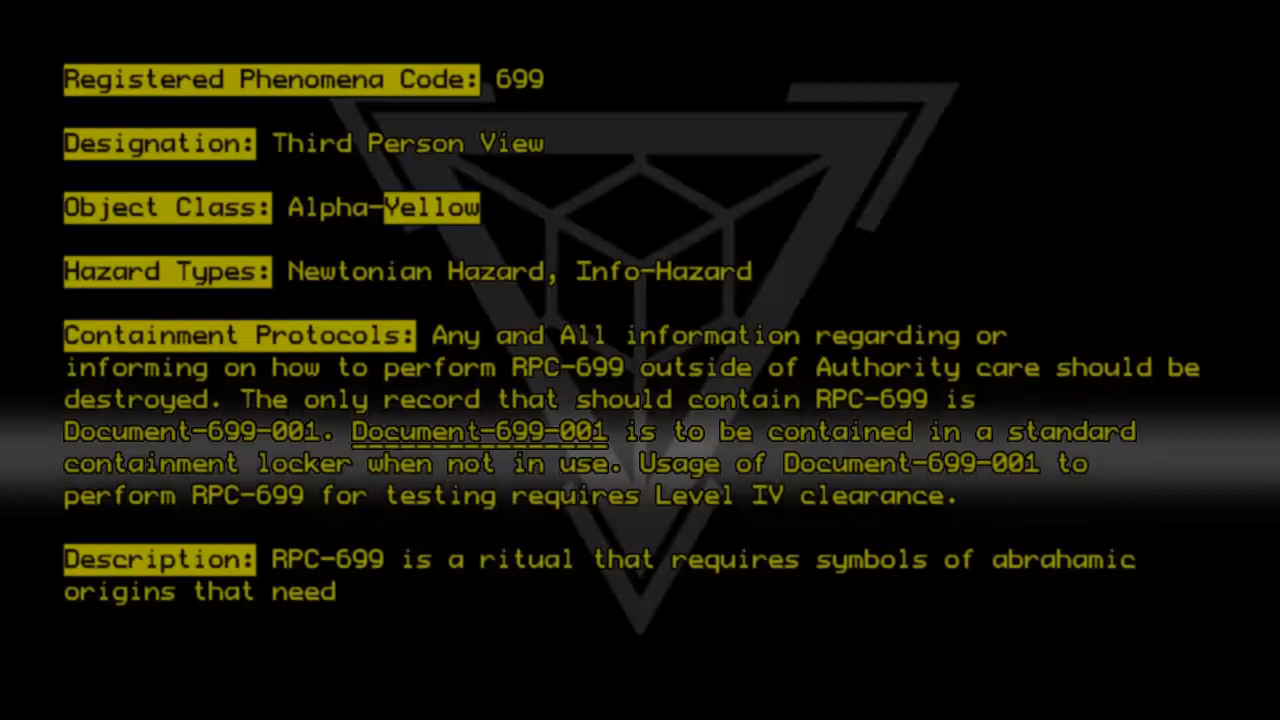 Registered Phenomena Code: 699
Designation: Third Person View
Object Class: Alpha-Yellow
Hazard Types: Newtonian Hazard, Info-Hazard
Containment Protocols: Any and All information regarding or
informing on how to perform RPC-699 outside of Authority care should be
destroyed. The only record that should contain RPC-699 is
Document-699-001. Document-699-001 is to be contained in a standard
containment locker when not in use. Usage of Document-699-001 to
perform RPC-699 for testing requires Level IV clearance.
Description: RPC-699 is a ritual that requires symbols of abrahamic
origins that need